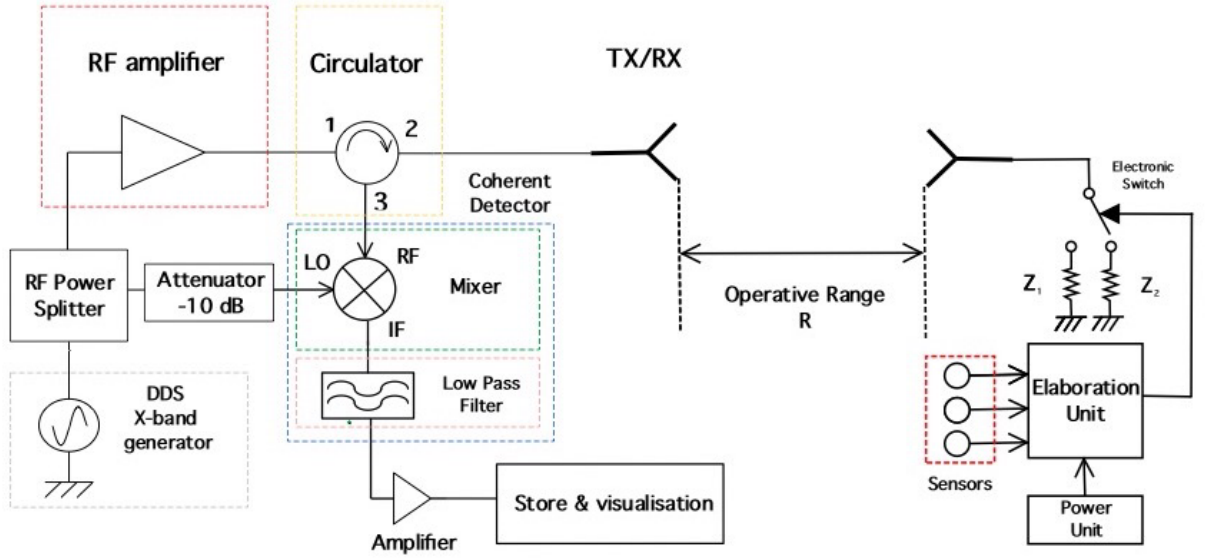 RF amplifier
Circulator
TX/RX
1
2
3
Coherent
Detector
Electronic
Switch
LO
RF
Mixer
IF
RF Power
Splitter
Attenuator
-10 dB
Operative Range
R
Z1
Z2
Low Pass
Filter
DDS
X-band
generator
Elaboration
Unit
Sensors
Power
Unit
Store & visualisation
Amplifier